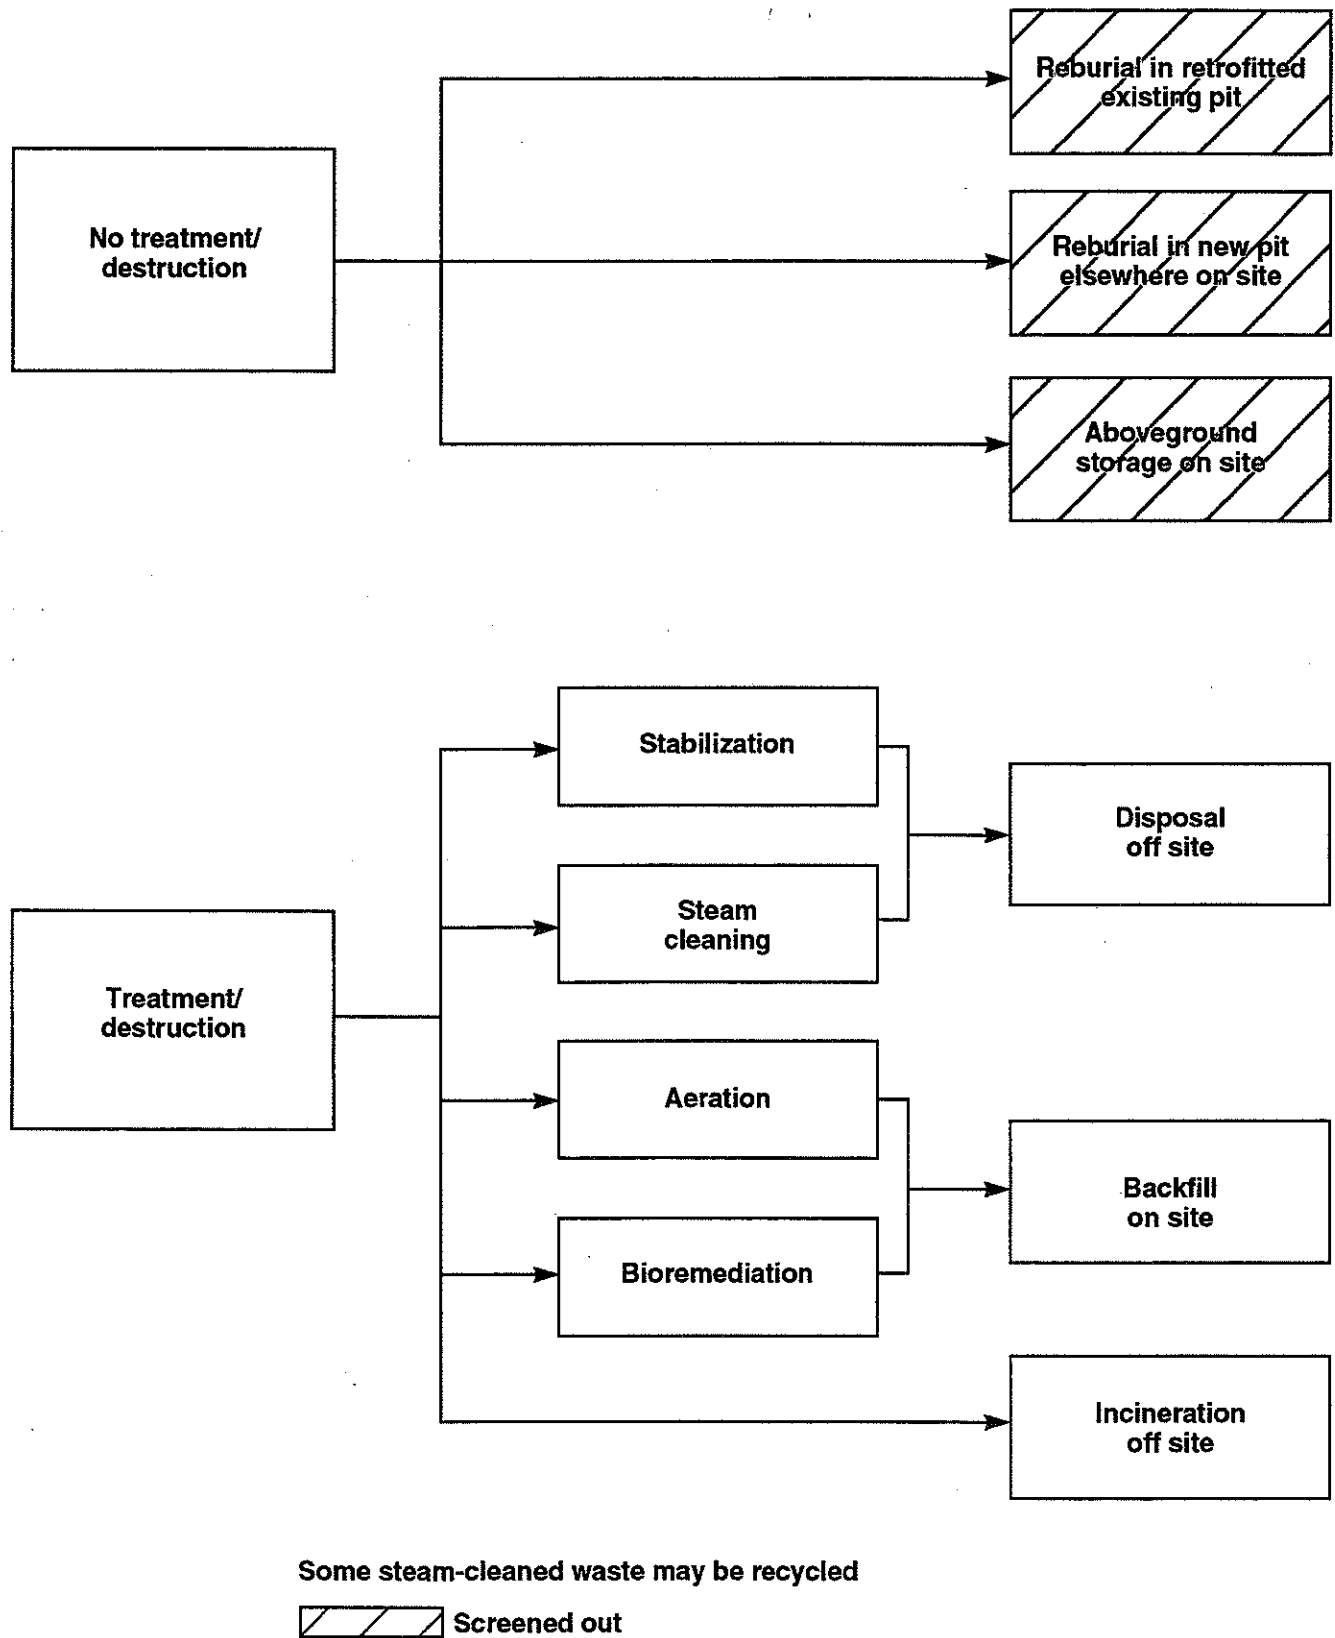 Reburial in retrofitted
existing pit
No treatment/
destruction
Reburial in new pit
elsewhere on site
Aboveground
storage on site
Stabilization
Disposal
off site
Steam
cleaning
Treatment/
destruction
Aeration
Backfill
on site
Bioremediation
Incineration
off site
Some steam-cleaned waste may be recycled
Screened out